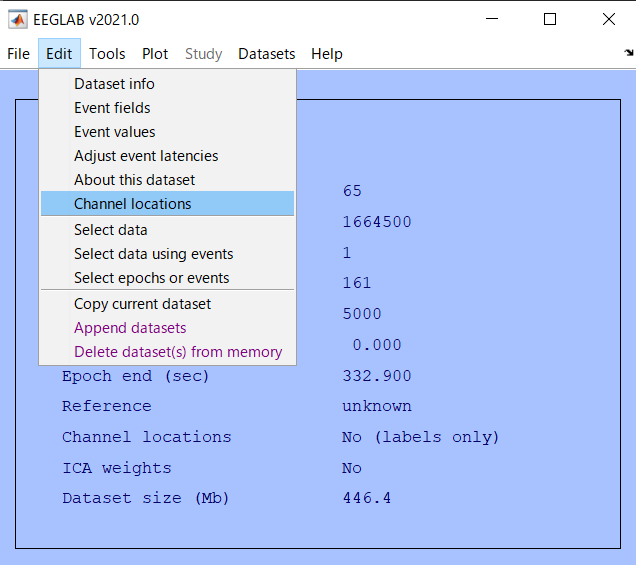 EEGLAB v2021.0
File Edit Tools Plot Study Datasets Help
Dataset info
Event fields
Event values
Adjust event latencies
About this dataset
Channel locations
Select data
Select data using events
Select epochs or events
Copy current dataset
Append datasets
Delete dataset(s) from memory
65
1664500
1
161
5000
0.000
Epoch end (sec) 332.900
Reference unknown
Channel locations No (labels only)
ICA weights No
Dataset size (Mb) 446.4